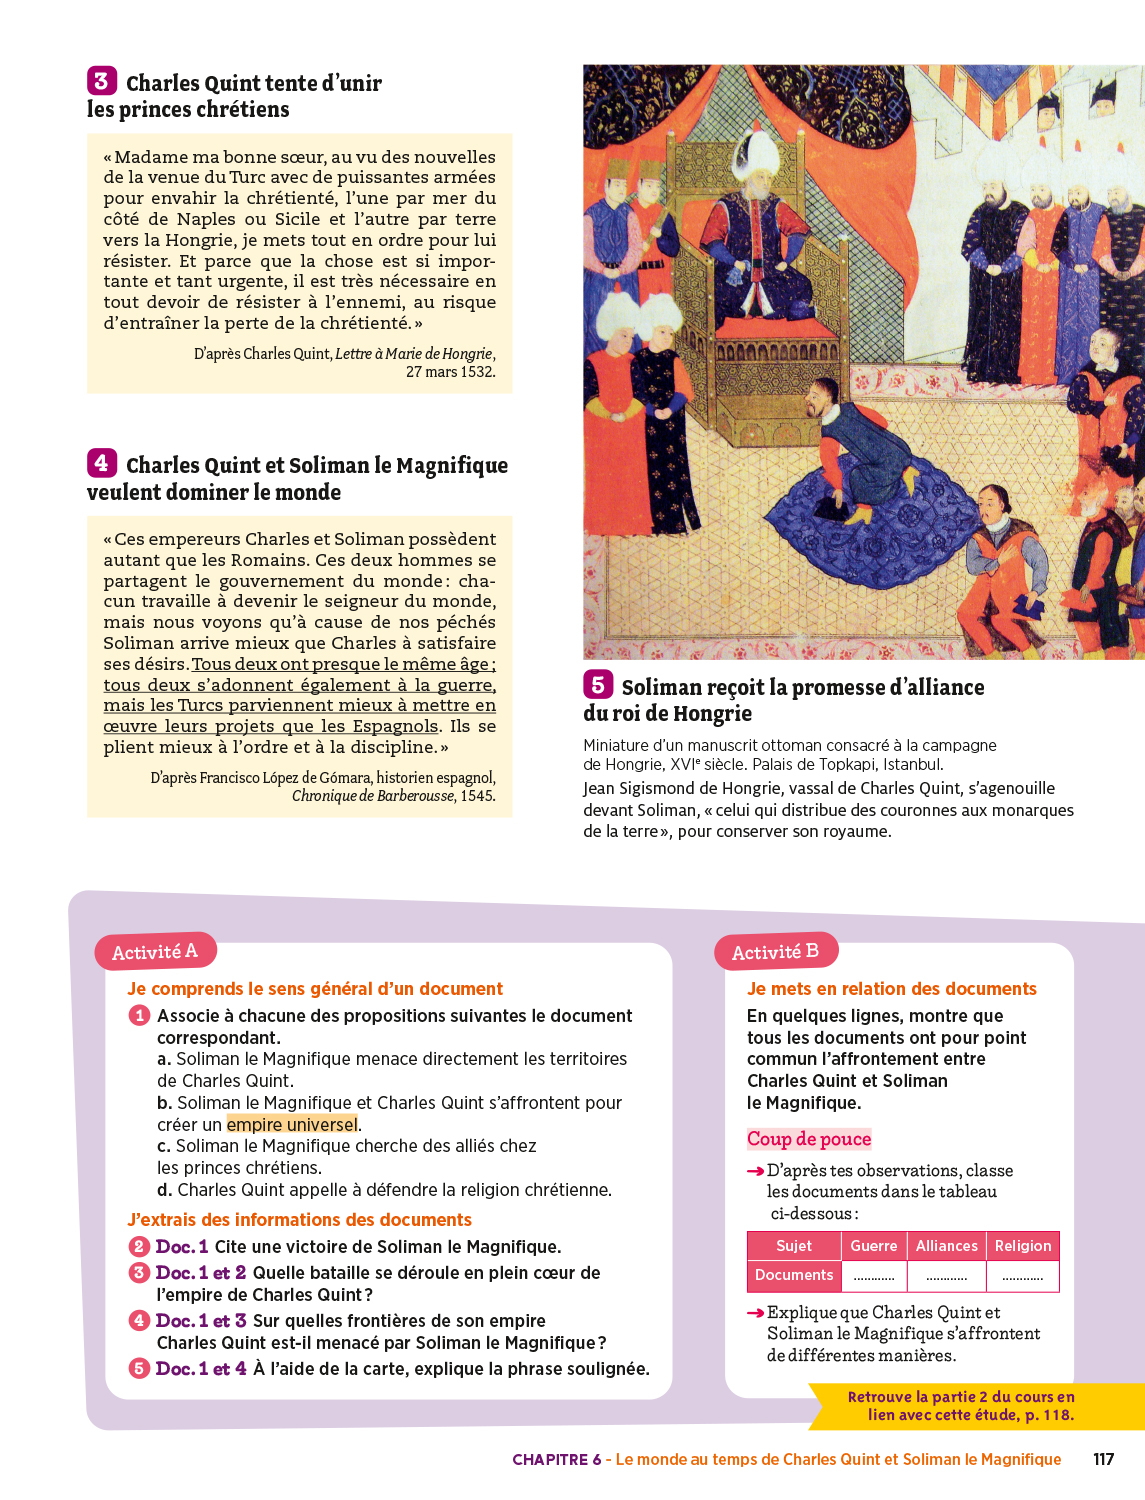 3 Charles Quint tente d’unir
les princes chrétiens
« Madame ma bonne sœur, au vu des nouvelles
de la venue du Turc avec de puissantes armées
pour envahir la chrétienté, l’une par mer du
côté de Naples ou Sicile et l’autre par terre
vers la Hongrie, je mets tout en ordre pour lui
résister. Et parce que la chose est si impor-
tante et tant urgente, il est très nécessaire en
tout devoir de résister à l’ennemi, au risque
d’entraîner la perte de la chrétienté. »
D’après Charles Quint, Lettre à Marie de Hongrie,
27 mars 1532.
4 Charles Quint et Soliman le Magnifique
veulent dominer le monde
« Ces empereurs Charles et Soliman possèdent
autant que les Romains. Ces deux hommes se
partagent le gouvernement du monde : cha-
cun travaille à devenir le seigneur du monde,
mais nous voyons qu’à cause de nos péchés
Soliman arrive mieux que Charles à satisfaire
ses désirs. Tous deux ont presque le même âge ;
tous deux s’adonnent également à la guerre,
mais les Turcs parviennent mieux à mettre en
œuvre leurs projets que les Espagnols. Ils se
plient mieux à l’ordre et à la discipline. »
D’après Francisco López de Gómara, historien espagnol,
Chronique de Barberousse, 1545.
5 Soliman reçoit la promesse d’alliance
du roi de Hongrie
Miniature d’un manuscrit ottoman consacré à la campagne
de Hongrie, XVIe siècle. Palais de Topkapi, Istanbul.
Jean Sigismond de Hongrie, vassal de Charles Quint, s’agenouille
devant Soliman, « celui qui distribue des couronnes aux monarques
de la terre », pour conserver son royaume.
Activité A
Je comprends le sens général d’un document
1 Associe à chacune des propositions suivantes le document
correspondant.
a. Soliman le Magnifique menace directement les territoires
de Charles Quint.
b. Soliman le Magnifique et Charles Quint s’affrontent pour
créer un empire universel.
c. Soliman le Magnifique cherche des alliés chez
les princes chrétiens.
d. Charles Quint appelle à défendre la religion chrétienne.
J’extrais des informations des documents
2 Doc. 1 Cite une victoire de Soliman le Magnifique.
3 Doc. 1 et 2 Quelle bataille se déroule en plein cœur de
l’empire de Charles Quint ?
4 Doc. 1 et 3 Sur quelles frontières de son empire
Charles Quint est-il menacé par Soliman le Magnifique ?
5 Doc. 1 et 4 À l’aide de la carte, explique la phrase soulignée.
Activité B
Je mets en relation des documents
En quelques lignes, montre que
tous les documents ont pour point
commun l’affrontement entre
Charles Quint et Soliman
le Magnifique.
Coup de pouce
→ D’après tes observations, classe
les documents dans le tableau
ci-dessous :
Sujet Guerre Alliances Religion
Documents ............ ............ ............
→ Explique que Charles Quint et
Soliman le Magnifique s’affrontent
de différentes manières.
Retrouve la partie 2 du cours en
lien avec cette étude, p. 118.
CHAPITRE 6 - Le monde au temps de Charles Quint et Soliman le Magnifique 117